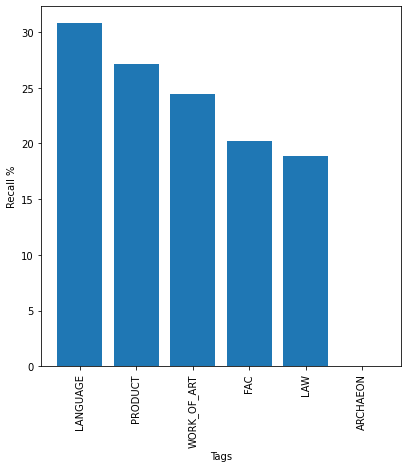 Recall %
30
25
20
15
10
5
0
LANGUAGE
PRODUCT
WORK_OF_ART
FAC
LAW
ARCHAEON
Tags